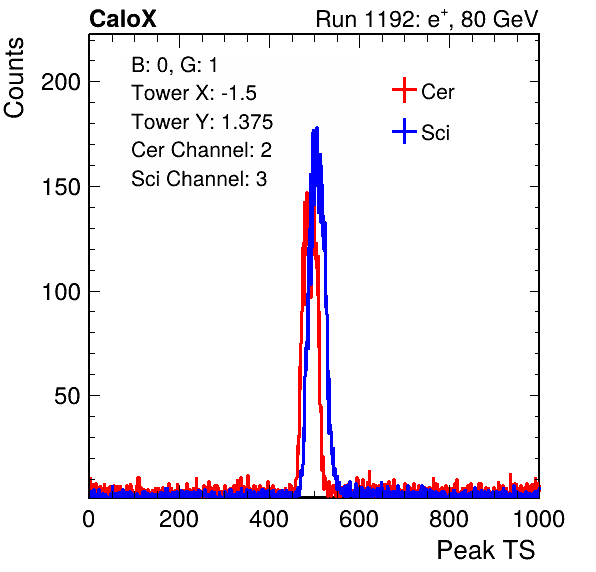 CaloX Run 1192: e⁺, 80 GeV
Counts
B: 0, G: 1
Tower X: -1.5
Tower Y: 1.375
Cer Channel: 2
Sci Channel: 3
Cer
Sci
200
150
100
50
0 200 400 600 800 1000
Peak TS